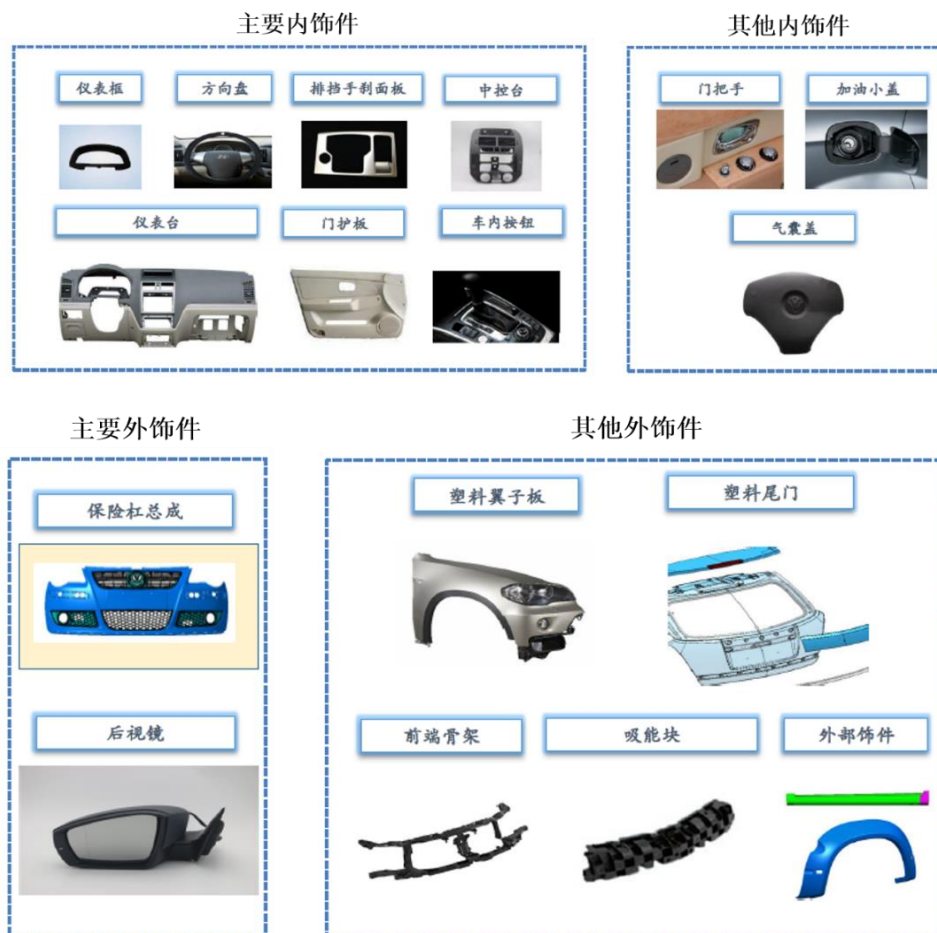 主要内饰件
其他内饰件
仪表框
方向盘
排挡手刹面板
中控台
门把手
加油小盖
仪表台
门护板
车内按钮
气囊盖
主要外饰件
其他外饰件
保险杠总成
塑料翼子板
塑料尾门
后视镜
前端骨架
吸能块
外部饰件